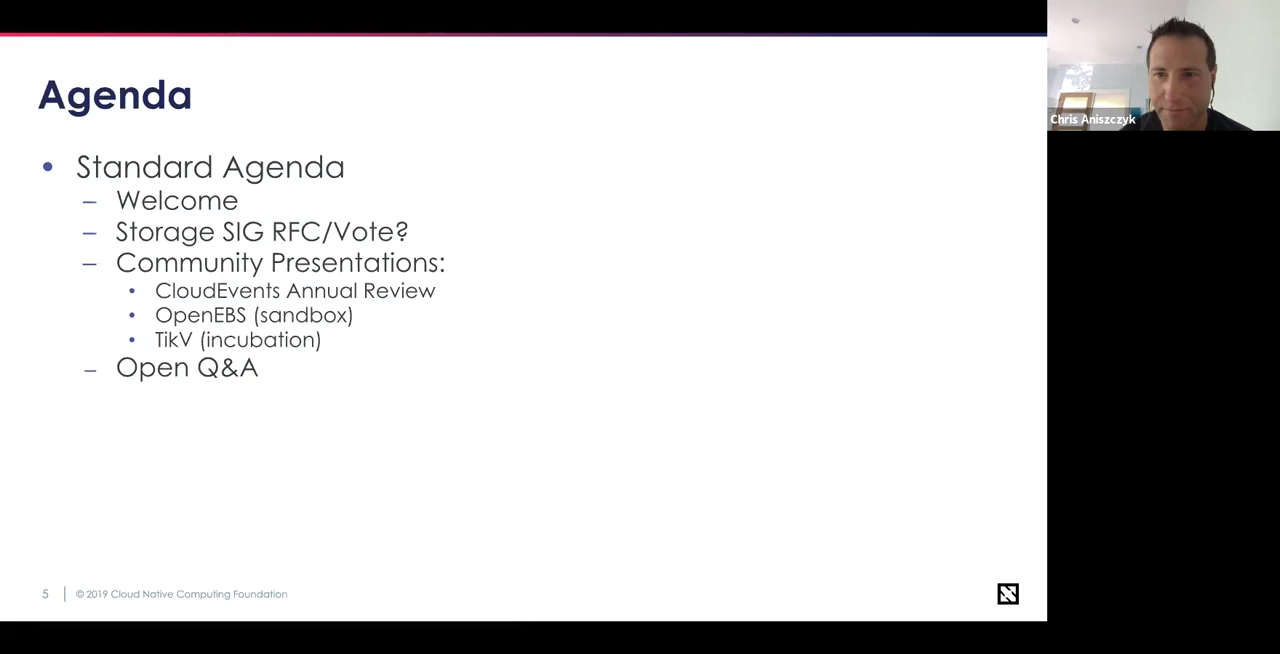 Agenda
• Standard Agenda
– Welcome
– Storage SIG RFC/Vote?
– Community Presentations:
• CloudEvents Annual Review
• OpenEBS (sandbox)
• TikV (incubation)
– Open Q&A
5 | © 2019 Cloud Native Computing Foundation
Chris Aniszczyk